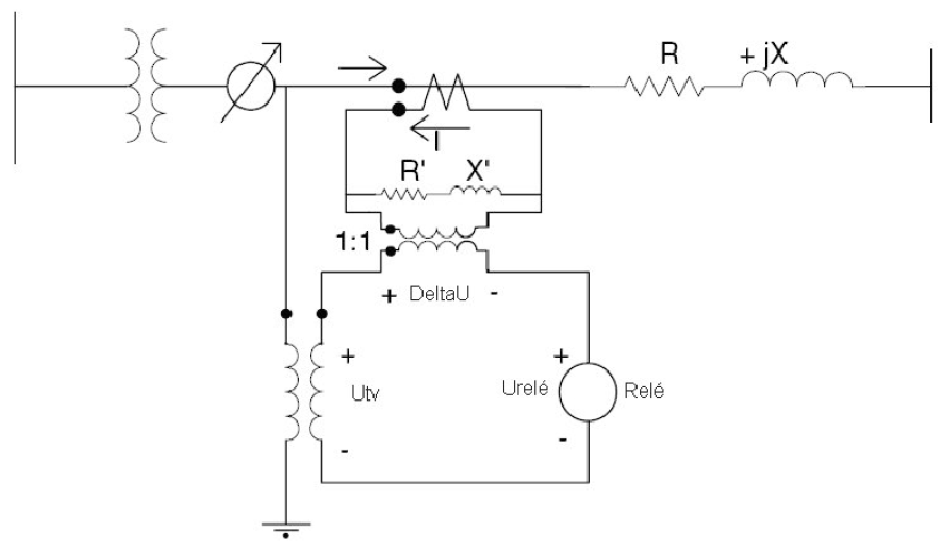 R + jX
I
R' X"
1:1
+ DeltaU -
+ +
Utv Urelé Relé
- -